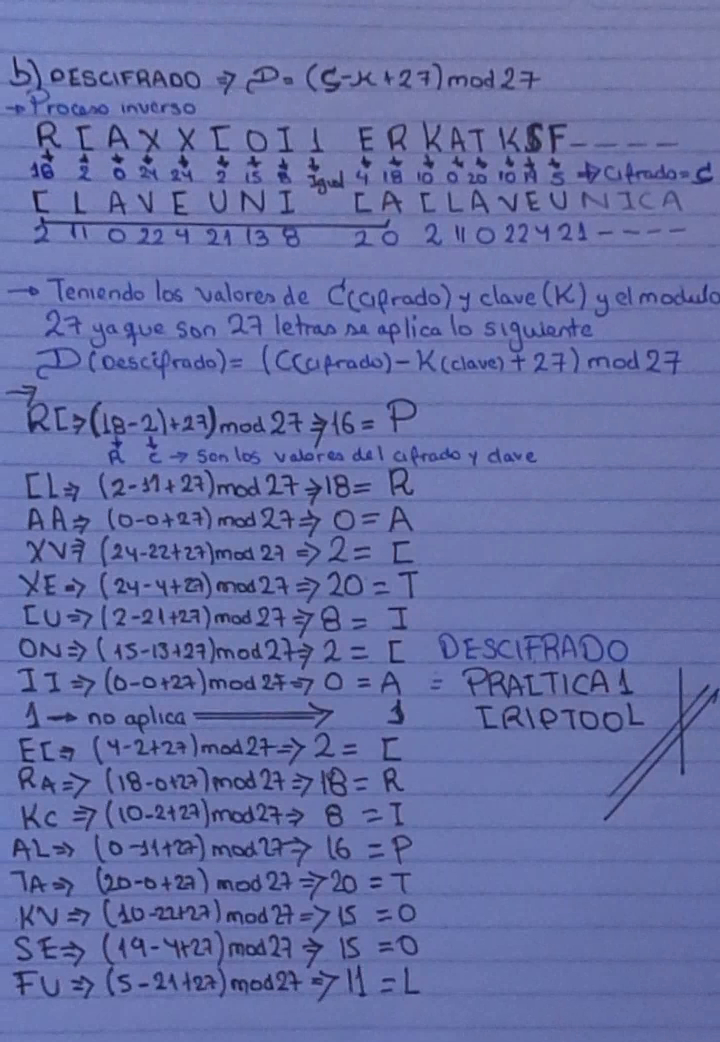 b) DESCIFRADO => D = (C-K+27) mod 27
→ Proceso inverso
R C A X X C O I 1 E R K A T K S F - - - -
18 2 0 24 24 2 15 8 Igual 4 18 10 0 20 10 19 5 => Cifrado = C
C L A V E U N I C A C L A V E U N I C A
2 11 0 22 4 21 13 8 2 0 2 11 0 22 4 21 - - - -
→ Teniendo los valores de C(cifrado) y clave (K) y el modulo
27 ya que son 27 letras se aplica lo siguiente
D (Descifrado) = (C(cifrado) - K(clave) + 27) mod 27
→
RC => (18-2)+27) mod 27 => 16 = P
R C → son los valores del cifrado y clave
CL => (2-11+27) mod 27 => 18 = R
AA => (0-0+27) mod 27 => 0 = A
XV => (24-22+27) mod 27 => 2 = C
XE => (24-4+27) mod 27 => 20 = T
CU => (2-21+27) mod 27 => 8 = I
ON => (15-13+27) mod 27 => 2 = C DESCIFRADO
II => (0-0+27) mod 27 => 0 = A = PRACTICA 1
1 → no aplica => 1 CRIPTOOL
EC => (4-2+27) mod 27 => 2 = C
RA => (18-0+27) mod 27 => 18 = R
KC => (10-2+27) mod 27 => 8 = I
AL => (0-11+27) mod 27 => 16 = P
TA => (20-0+27) mod 27 => 20 = T
KV => (10-22+27) mod 27 => 15 = O
SE => (19-4+27) mod 27 => 15 = O
FU => (5-21+27) mod 27 => 11 = L